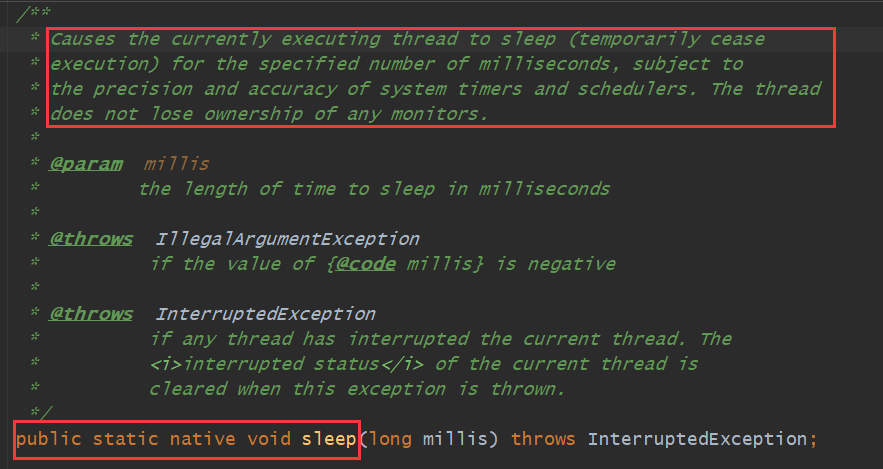 /**
* Causes the currently executing thread to sleep (temporarily cease
* execution) for the specified number of milliseconds, subject to
* the precision and accuracy of system timers and schedulers. The thread
* does not lose ownership of any monitors.
*
* @param millis
* the length of time to sleep in milliseconds
*
* @throws IllegalArgumentException
* if the value of {@code millis} is negative
*
* @throws InterruptedException
* if any thread has interrupted the current thread. The
* <i>interrupted status</i> of the current thread is
* cleared when this exception is thrown.
*/
public static native void sleep(long millis) throws InterruptedException;